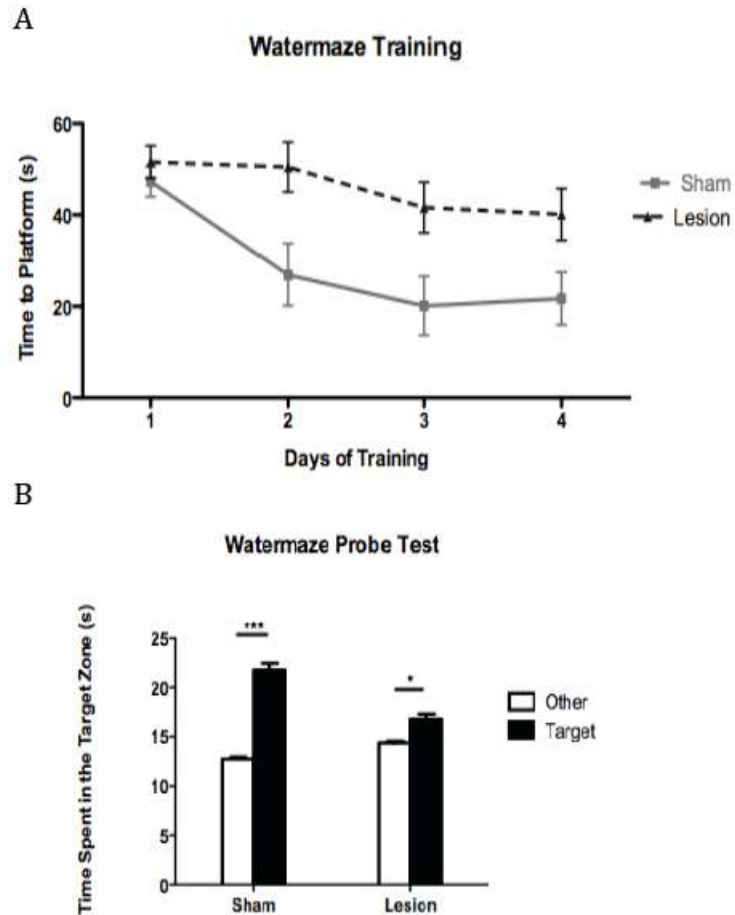 A
Watermaze Training
Time to Platform (s)
60
40
20
0
1 2 3 4
Days of Training
Sham
Lesion
B
Watermaze Probe Test
Time Spent in the Target Zone (s)
25
20
15
10
5
0
***
*
Sham Lesion
Other
Target